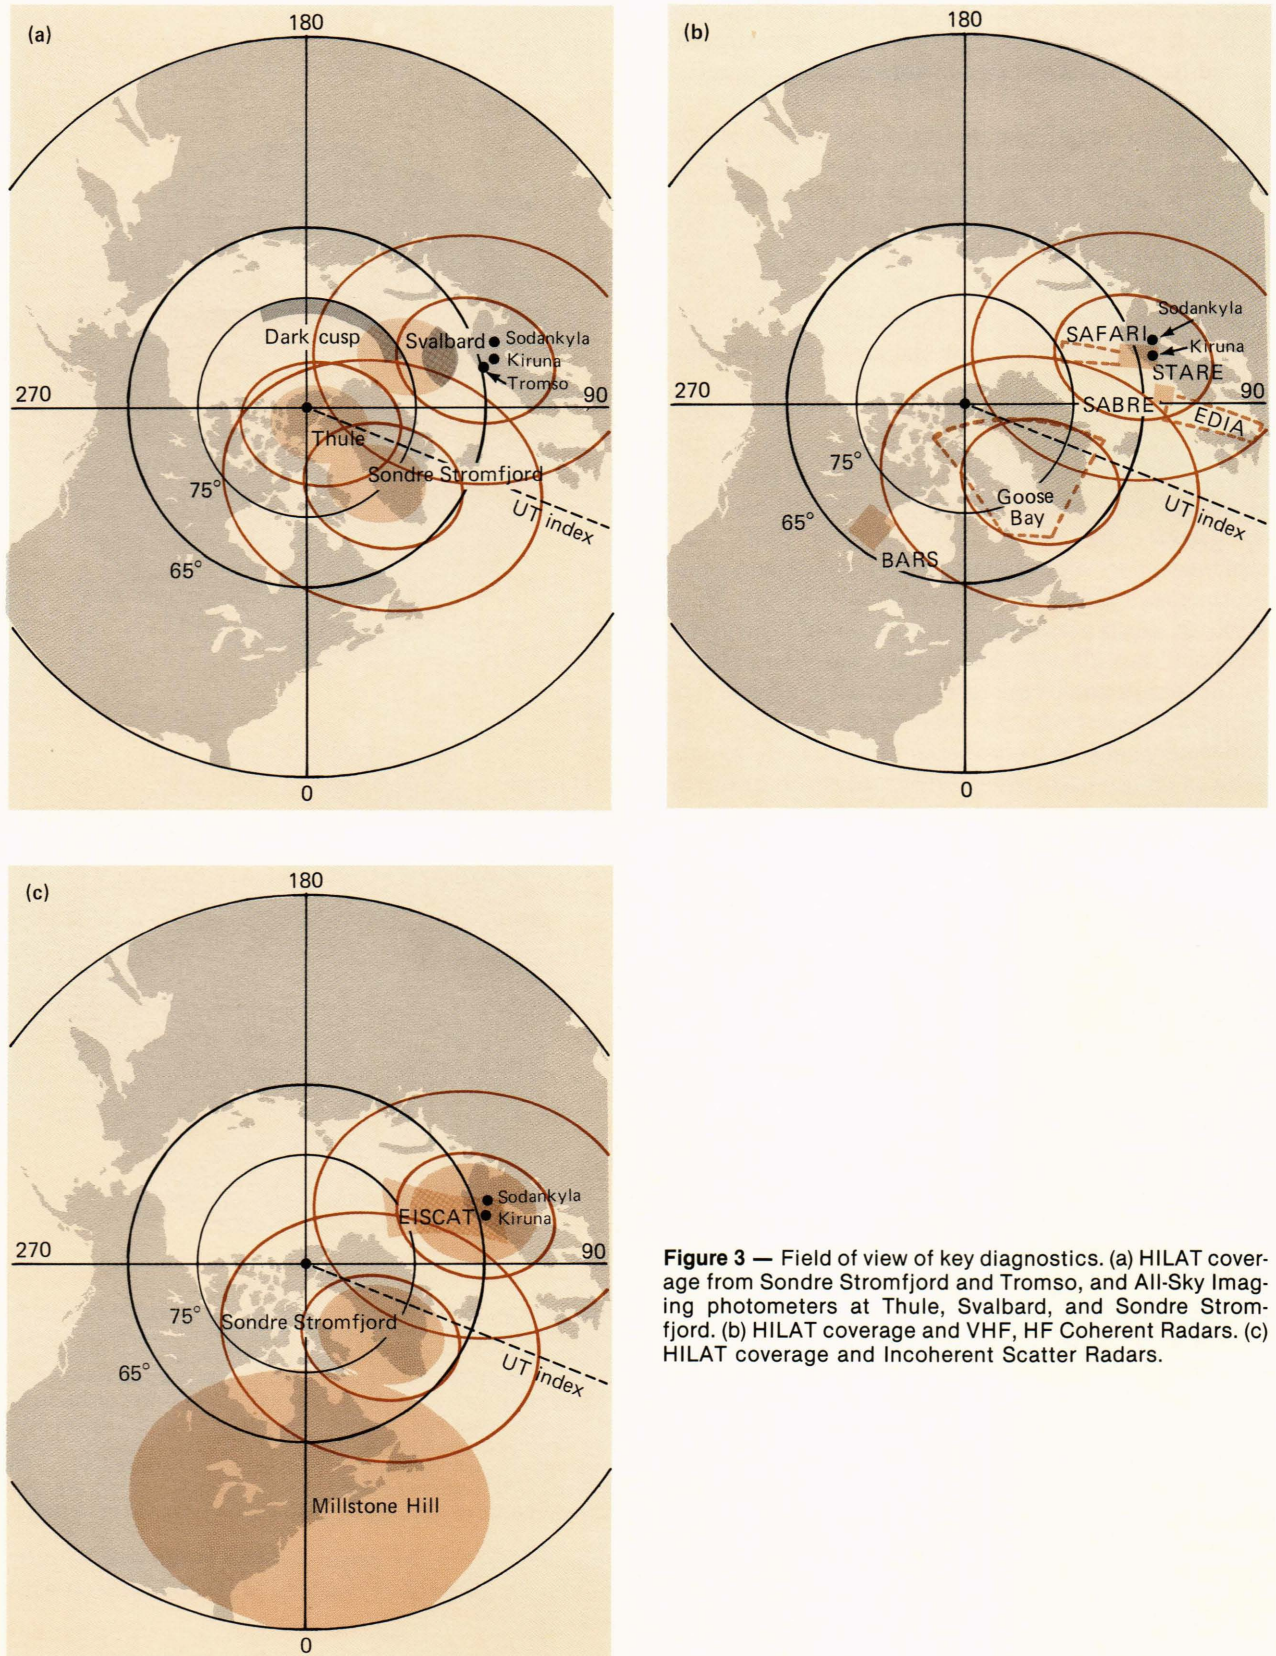 (a)
180
Dark cusp
Svalbard
Sodankyla
Kiruna
Tromso
270
90
Thule
Sondre Stromfjord
75°
UT index
65°
0
(b)
180
Sodankyla
SAFARI
Kiruna
STARE
270
90
SABRE
EDIA
75°
Goose
Bay
UT index
65°
BARS
0
(c)
180
Sodankyla
EISCAT
Kiruna
270
90
75°
Sondre Stromfjord
65°
UT index
Millstone Hill
0
Figure 3 — Field of view of key diagnostics. (a) HILAT cover-
age from Sondre Stromfjord and Tromso, and All-Sky Imag-
ing photometers at Thule, Svalbard, and Sondre Strom-
fjord. (b) HILAT coverage and VHF, HF Coherent Radars. (c)
HILAT coverage and Incoherent Scatter Radars.